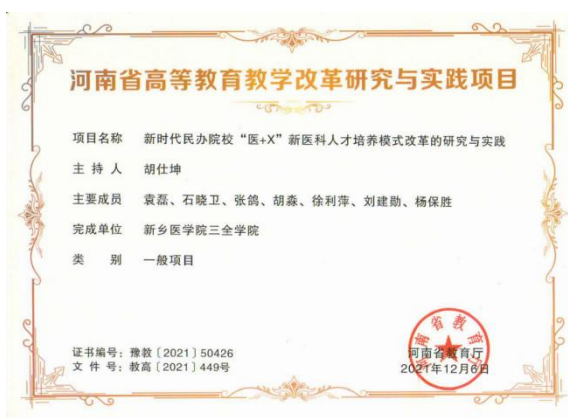 河南省高等教育教学改革研究与实践项目
项目名称 新时代民办院校“医+X”新医科人才培养模式改革的研究与实践
主 持 人 胡仕坤
主要成员 袁磊、石晓卫、张鸽、胡淼、徐利萍、刘建勋、杨保胜
完成单位 新乡医学院三全学院
类 别 一般项目
证书编号：豫教〔2021〕50426
文 件 号：教高〔2021〕449号
河南省教育厅
河南省教育厅
2021年12月6日